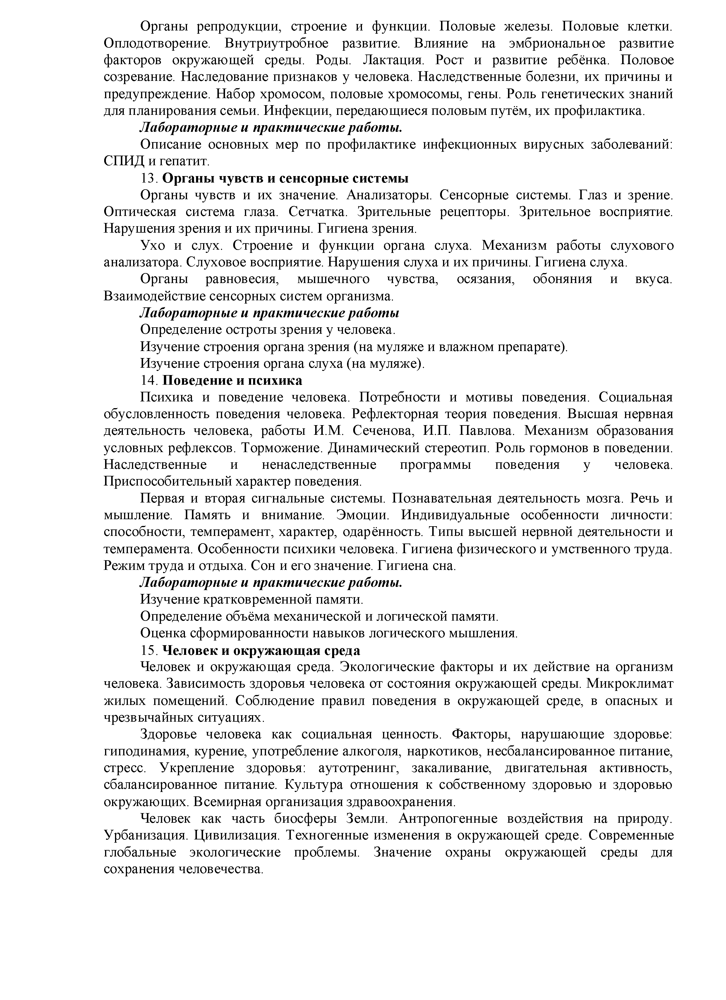 Органы репродукции, строение и функции. Половые железы. Половые клетки.
Оплодотворение. Внутриутробное развитие. Влияние на эмбриональное развитие
факторов окружающей среды. Роды. Лактация. Рост и развитие ребёнка. Половое
созревание. Наследование признаков у человека. Наследственные болезни, их причины и
предупреждение. Набор хромосом, половые хромосомы, гены. Роль генетических знаний
для планирования семьи. Инфекции, передающиеся половым путём, их профилактика.
Лабораторные и практические работы.
Описание основных мер по профилактике инфекционных вирусных заболеваний:
СПИД и гепатит.
13. Органы чувств и сенсорные системы
Органы чувств и их значение. Анализаторы. Сенсорные системы. Глаз и зрение.
Оптическая система глаза. Сетчатка. Зрительные рецепторы. Зрительное восприятие.
Нарушения зрения и их причины. Гигиена зрения.
Ухо и слух. Строение и функции органа слуха. Механизм работы слухового
анализатора. Слуховое восприятие. Нарушения слуха и их причины. Гигиена слуха.
Органы равновесия, мышечного чувства, осязания, обоняния и вкуса.
Взаимодействие сенсорных систем организма.
Лабораторные и практические работы
Определение остроты зрения у человека.
Изучение строения органа зрения (на муляже и влажном препарате).
Изучение строения органа слуха (на муляже).
14. Поведение и психика
Психика и поведение человека. Потребности и мотивы поведения. Социальная
обусловленность поведения человека. Рефлекторная теория поведения. Высшая нервная
деятельность человека, работы И.М. Сеченова, И.П. Павлова. Механизм образования
условных рефлексов. Торможение. Динамический стереотип. Роль гормонов в поведении.
Наследственные и ненаследственные программы поведения у человека.
Приспособительный характер поведения.
Первая и вторая сигнальные системы. Познавательная деятельность мозга. Речь и
мышление. Память и внимание. Эмоции. Индивидуальные особенности личности:
способности, темперамент, характер, одарённость. Типы высшей нервной деятельности и
темперамента. Особенности психики человека. Гигиена физического и умственного труда.
Режим труда и отдыха. Сон и его значение. Гигиена сна.
Лабораторные и практические работы.
Изучение кратковременной памяти.
Определение объёма механической и логической памяти.
Оценка сформированности навыков логического мышления.
15. Человек и окружающая среда
Человек и окружающая среда. Экологические факторы и их действие на организм
человека. Зависимость здоровья человека от состояния окружающей среды. Микроклимат
жилых помещений. Соблюдение правил поведения в окружающей среде, в опасных и
чрезвычайных ситуациях.
Здоровье человека как социальная ценность. Факторы, нарушающие здоровье:
гиподинамия, курение, употребление алкоголя, наркотиков, несбалансированное питание,
стресс. Укрепление здоровья: аутотренинг, закаливание, двигательная активность,
сбалансированное питание. Культура отношения к собственному здоровью и здоровью
окружающих. Всемирная организация здравоохранения.
Человек как часть биосферы Земли. Антропогенные воздействия на природу.
Урбанизация. Цивилизация. Техногенные изменения в окружающей среде. Современные
глобальные экологические проблемы. Значение охраны окружающей среды для
сохранения человечества.